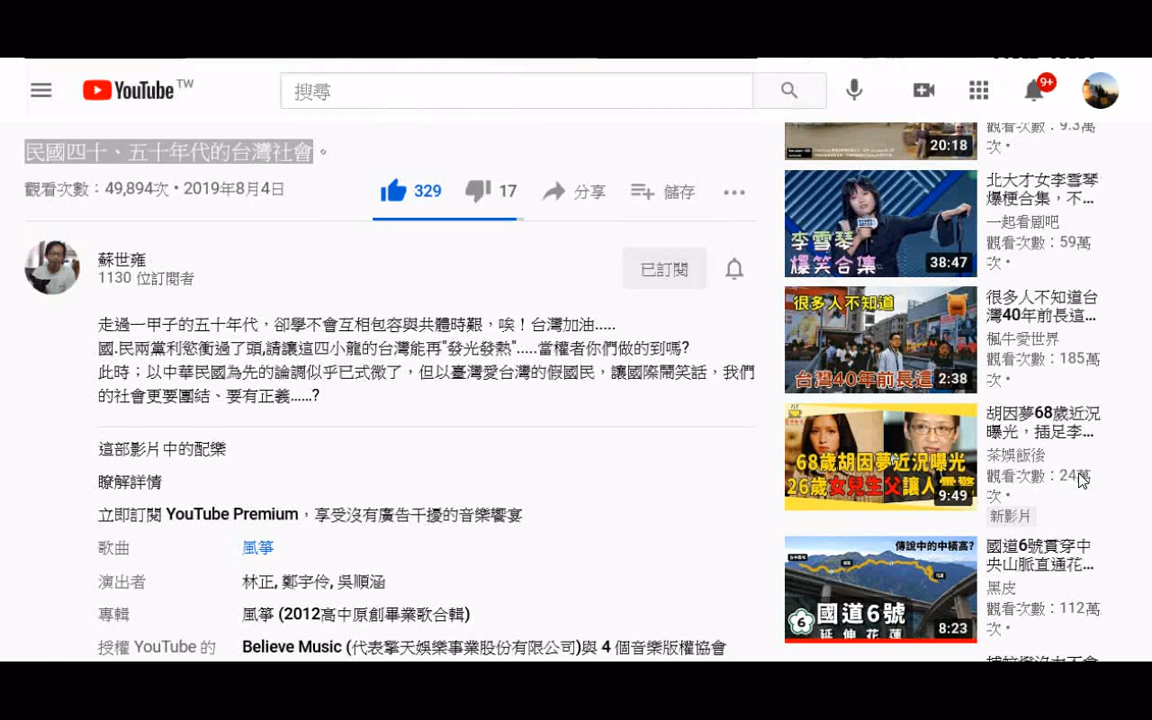 YouTube TW
搜尋
9+
民國四十、五十年代的台灣社會。
觀看次數：49,894次 • 2019年8月4日
329
17
分享
儲存
蘇世雍
1130 位訂閱者
已訂閱
走過一甲子的五十年代，卻學不會互相包容與共體時艱，唉！台灣加油.....
國.民兩黨利慾衝過了頭,請讓這四小龍的台灣能再"發光發熱".....當權者你們做的到嗎?
此時；以中華民國為先的論調似乎已式微了，但以臺灣愛台灣的假國民，讓國際鬧笑話，我們
的社會更要團結、要有正義......?
這部影片中的配樂
瞭解詳情
立即訂閱 YouTube Premium，享受沒有廣告干擾的音樂饗宴
歌曲
風箏
演出者
林正, 鄭宇伶, 吳順涵
專輯
風箏 (2012高中原創畢業歌合輯)
授權 YouTube 的
Believe Music (代表擎天娛樂事業股份有限公司)與 4 個音樂版權協會
20:18
觀看次數：9.3萬
次 •
李雪琴
爆笑合集
38:47
北大才女李雪琴
爆梗合集，不...
一起看剧吧
觀看次數：59萬
次 •
很多人不知道
台灣40年前長這
2:38
很多人不知道台
灣40年前長這...
楓牛愛世界
觀看次數：185萬
次 •
68歲胡因夢近況曝光
26歲女兒生父讓人
9:49
胡因夢68歲近況
曝光，插足李...
茶娛飯後
觀看次數：24萬
次 •
新影片
傳說中的中橫高?
6
國道6號
延伸花蓮
8:23
國道6號貫穿中
央山脈直通花...
黑皮
觀看次數：112萬
次 •